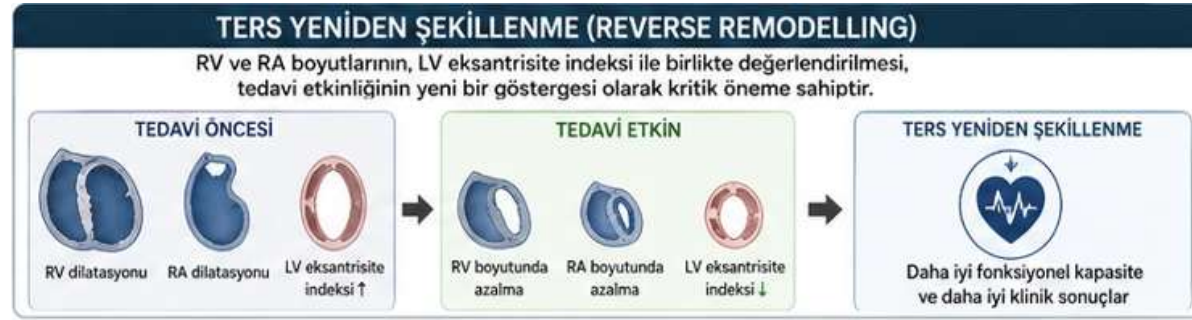 TERS YENİDEN ŞEKİLLENME (REVERSE REMODELLING)
RV ve RA boyutlarının, LV eksantrisite indeksi ile birlikte değerlendirilmesi,
tedavi etkinliğinin yeni bir göstergesi olarak kritik öneme sahiptir.
TEDAVİ ÖNCESİ
RV dilatasyonu
RA dilatasyonu
LV eksantrisite
indeksi ↑
TEDAVİ ETKİN
RV boyutunda
azalma
RA boyutunda
azalma
LV eksantrisite
indeksi ↓
TERS YENİDEN ŞEKİLLENME
Daha iyi fonksiyonel kapasite
ve daha iyi klinik sonuçlar